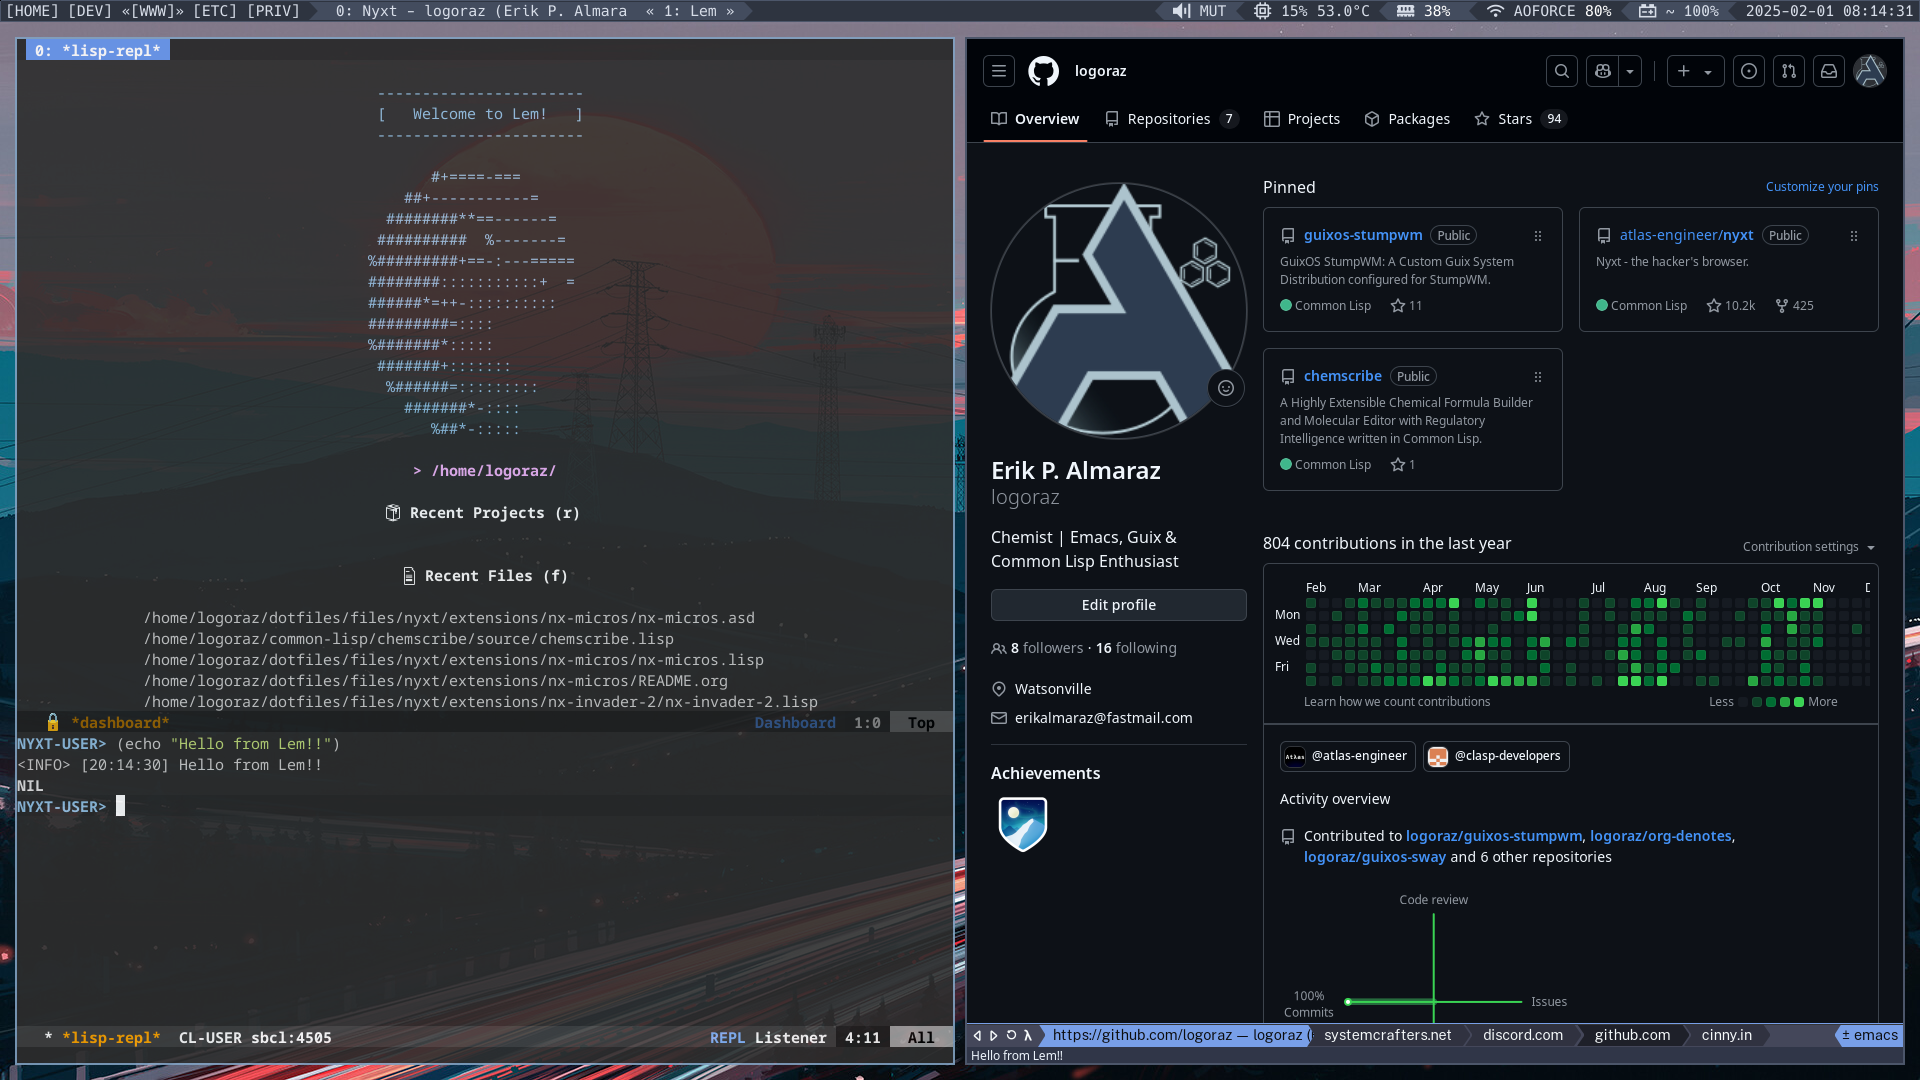 [HOME] [DEV] «[WWW]» [ETC] [PRIV] 0: Nyxt - logoraz (Erik P. Almara « 1: Lem » MUT 15% 53.0°C 38% AOFORCE 80% ~ 100% 2025-02-01 08:14:31
0: *lisp-repl*
-----------------------
[   Welcome to Lem!   ]
-----------------------
#+====-===
##+-----------=
########**==------=
##########  %-------=
%#########+==-:---=====
########:::::::::::+  =
######*=++-::::::::::
#########=::::
%#######*:::::
#######+:::::::
%######=:::::::::
#######*-::::
%##*-:::::
> /home/logoraz/
Recent Projects (r)
Recent Files (f)
/home/logoraz/dotfiles/files/nyxt/extensions/nx-micros/nx-micros.asd
/home/logoraz/common-lisp/chemscribe/source/chemscribe.lisp
/home/logoraz/dotfiles/files/nyxt/extensions/nx-micros/nx-micros.lisp
/home/logoraz/dotfiles/files/nyxt/extensions/nx-micros/README.org
/home/logoraz/dotfiles/files/nyxt/extensions/nx-invader-2/nx-invader-2.lisp
*dashboard* Dashboard 1:0 Top
NYXT-USER> (echo "Hello from Lem!!")
<INFO> [20:14:30] Hello from Lem!!
NIL
NYXT-USER>
* *lisp-repl* CL-USER sbcl:4505 REPL Listener 4:11 All
logoraz
Overview Repositories 7 Projects Packages Stars 94
Erik P. Almaraz
logoraz
Chemist | Emacs, Guix &
Common Lisp Enthusiast
Edit profile
8 followers · 16 following
Watsonville
erikalmaraz@fastmail.com
Achievements
Pinned Customize your pins
guixos-stumpwm Public
GuixOS StumpWM: A Custom Guix System
Distribution configured for StumpWM.
Common Lisp 11
atlas-engineer/nyxt Public
Nyxt - the hacker's browser.
Common Lisp 10.2k 425
chemscribe Public
A Highly Extensible Chemical Formula Builder
and Molecular Editor with Regulatory
Intelligence written in Common Lisp.
Common Lisp 1
804 contributions in the last year Contribution settings
Feb Mar Apr May Jun Jul Aug Sep Oct Nov D
Mon
Wed
Fri
Learn how we count contributions Less More
Atlas @atlas-engineer @clasp-developers
Activity overview
Contributed to logoraz/guixos-stumpwm, logoraz/org-denotes,
logoraz/guixos-sway and 6 other repositories
Code review
100%
Commits
Issues
λ https://github.com/logoraz — logoraz ( systemcrafters.net discord.com github.com cinny.in ± emacs
Hello from Lem!!